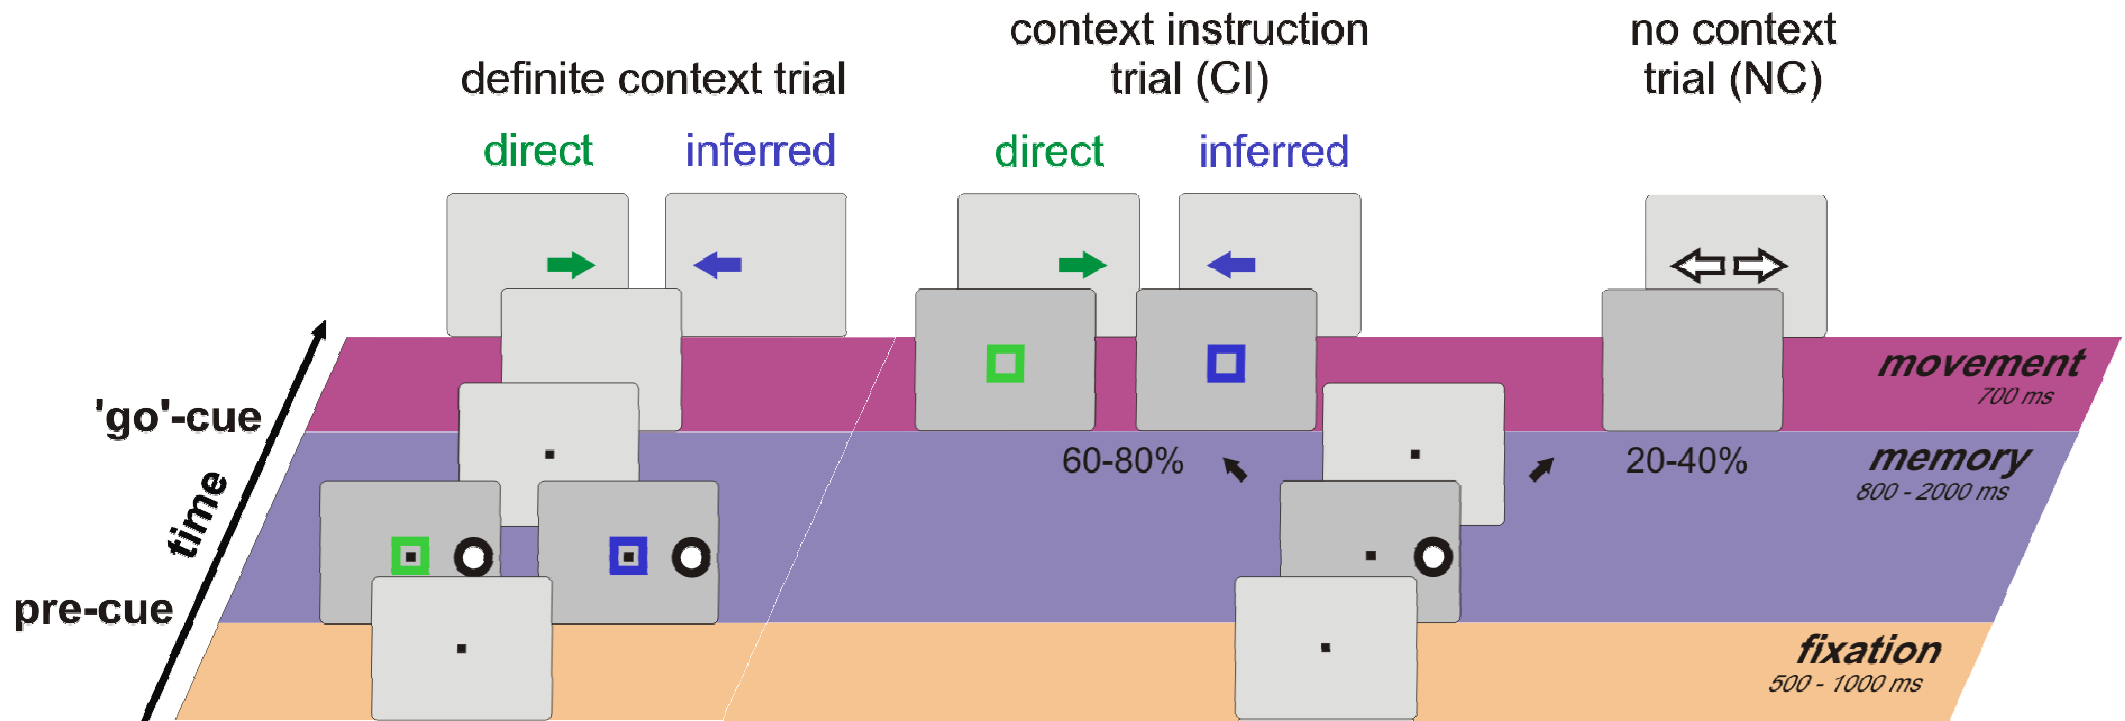 definite context trial
direct
inferred
context instruction
trial (CI)
direct
inferred
no context
trial (NC)
'go'-cue
time
pre-cue
60-80%
20-40%
movement
700 ms
memory
800 - 2000 ms
fixation
500 - 1000 ms